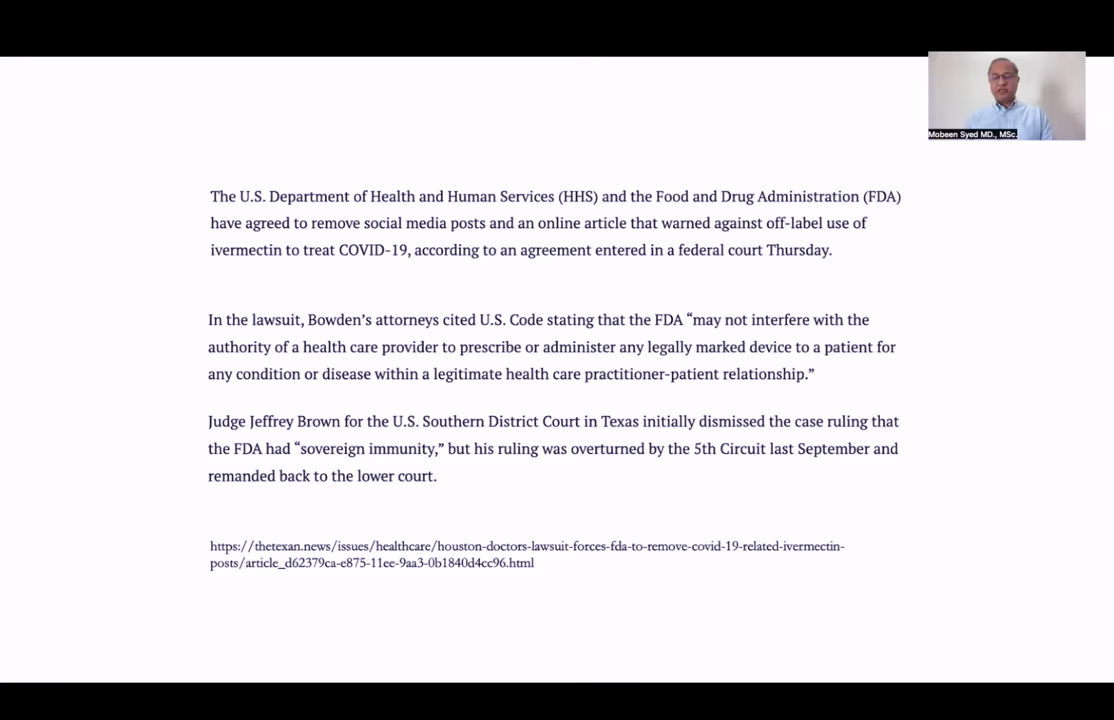 Mobeen Syed MD., MSc.
The U.S. Department of Health and Human Services (HHS) and the Food and Drug Administration (FDA)
have agreed to remove social media posts and an online article that warned against off-label use of
ivermectin to treat COVID-19, according to an agreement entered in a federal court Thursday.
In the lawsuit, Bowden’s attorneys cited U.S. Code stating that the FDA “may not interfere with the
authority of a health care provider to prescribe or administer any legally marked device to a patient for
any condition or disease within a legitimate health care practitioner-patient relationship.”
Judge Jeffrey Brown for the U.S. Southern District Court in Texas initially dismissed the case ruling that
the FDA had “sovereign immunity,” but his ruling was overturned by the 5th Circuit last September and
remanded back to the lower court.
https://thetexan.news/issues/healthcare/houston-doctors-lawsuit-forces-fda-to-remove-covid-19-related-ivermectin-
posts/article_d62379ca-e875-11ee-9aa3-0b1840d4cc96.html